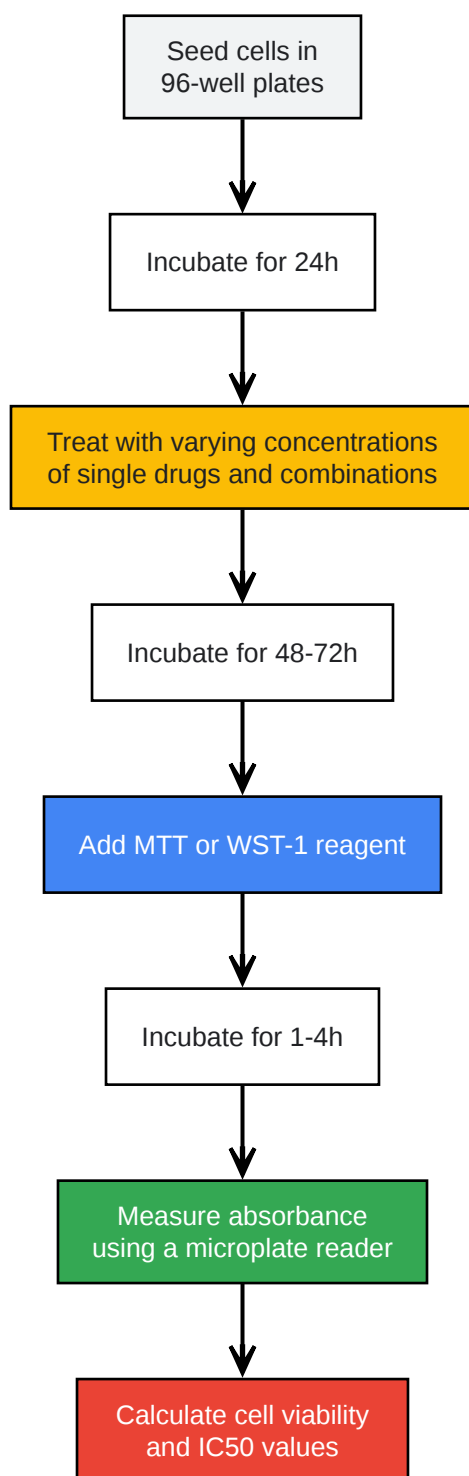 Seed cells in
96-well plates
Incubate for 24h
Treat with varying concentrations
of single drugs and combinations
Incubate for 48-72h
Add MTT or WST-1 reagent
Incubate for 1-4h
Measure absorbance
using a microplate reader
Calculate cell viability
and IC50 values